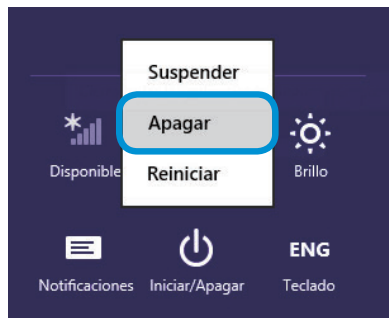 Suspender
Apagar
Reiniciar
Disponible
Brillo
ENG
Notificaciones
Iniciar/Apagar
Teclado